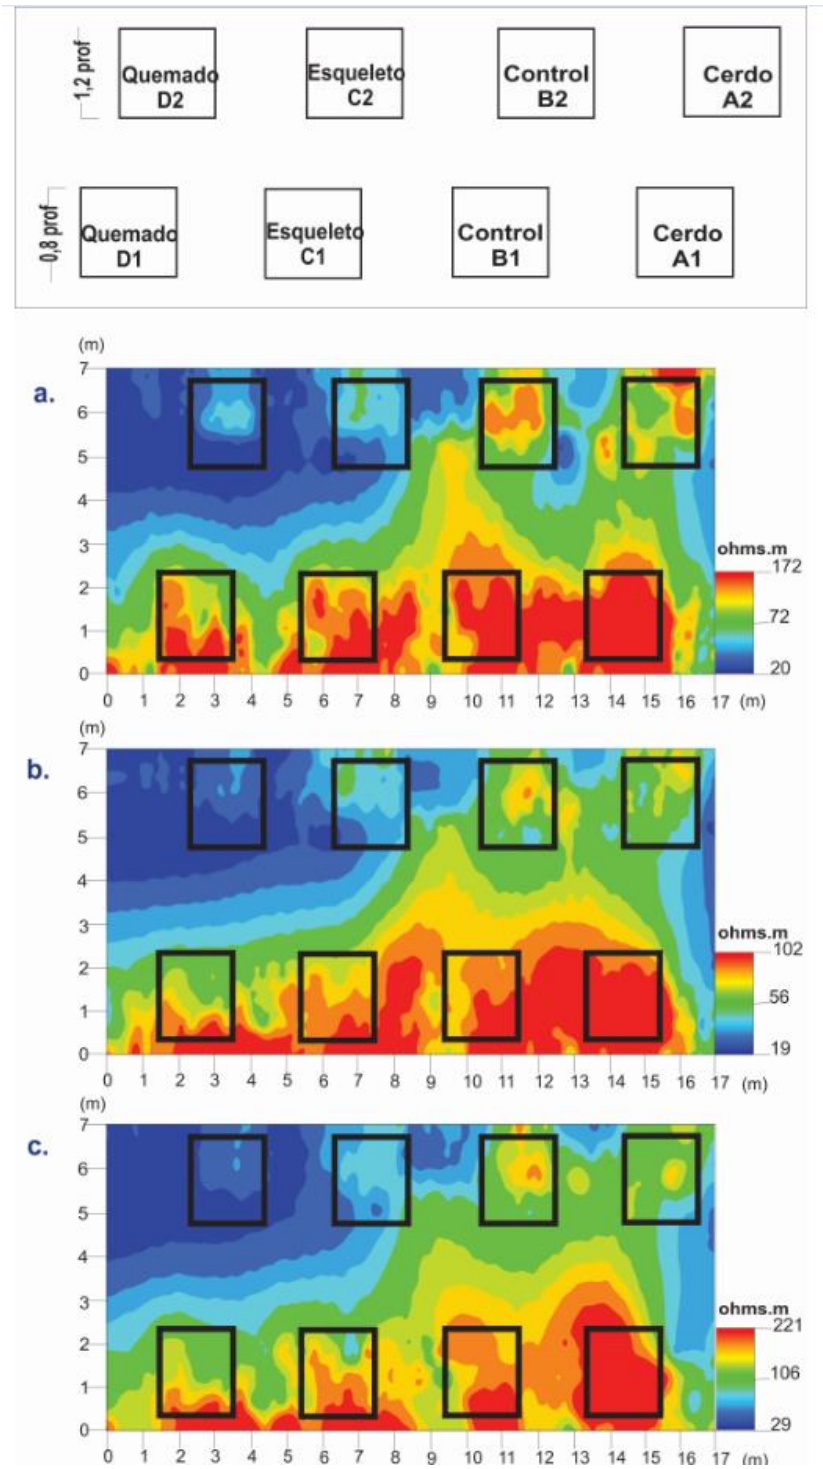 1,2 prof
Quemado
D2
Esqueleto
C2
Control
B2
Cerdo
A2
0,8 prof
Quemado
D1
Esqueleto
C1
Control
B1
Cerdo
A1
a.
(m)
7
6
5
4
3
2
1
0
0 1 2 3 4 5 6 7 8 9 10 11 12 13 14 15 16 17 (m)
ohms.m
172
72
20
b.
(m)
7
6
5
4
3
2
1
0
0 1 2 3 4 5 6 7 8 9 10 11 12 13 14 15 16 17 (m)
ohms.m
102
56
19
c.
(m)
7
6
5
4
3
2
1
0
0 1 2 3 4 5 6 7 8 9 10 11 12 13 14 15 16 17 (m)
ohms.m
221
106
29